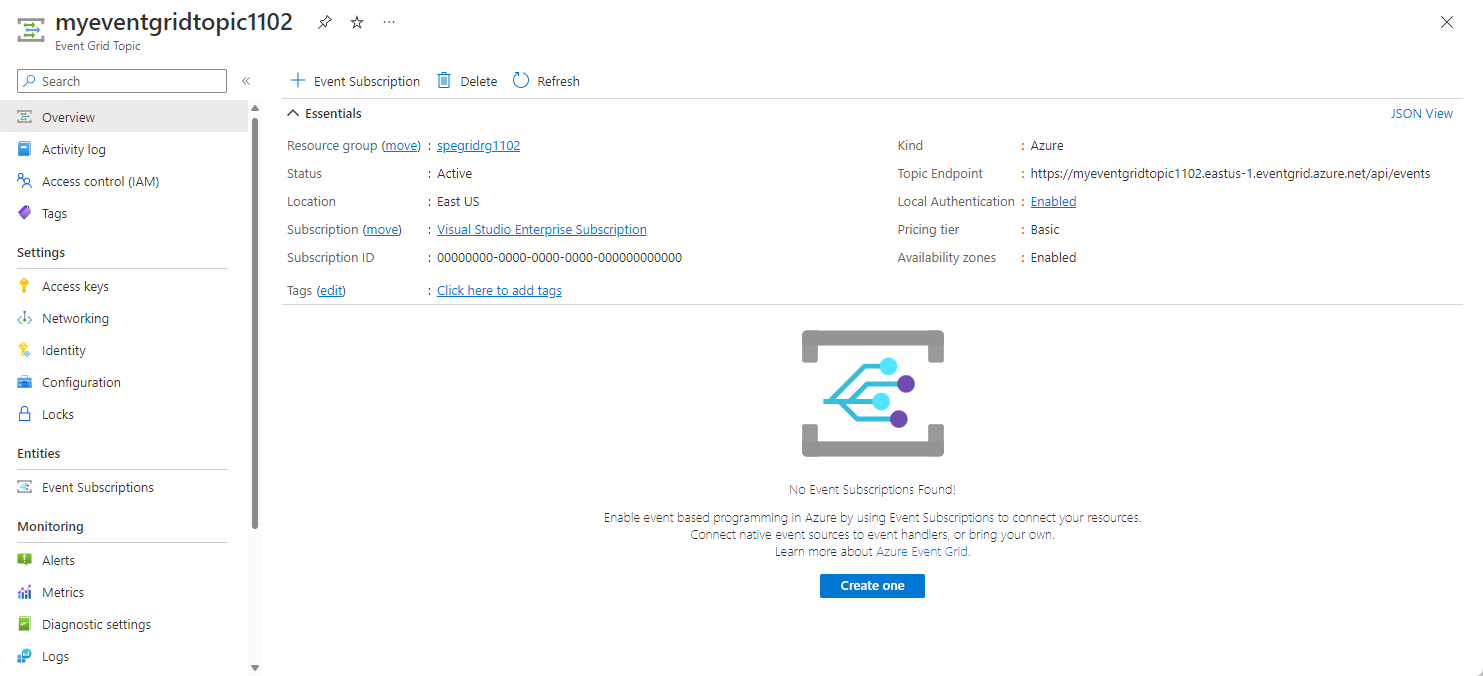 myeventgridtopic1102
Event Grid Topic
Search
Overview
Activity log
Access control (IAM)
Tags
Settings
Access keys
Networking
Identity
Configuration
Locks
Entities
Event Subscriptions
Monitoring
Alerts
Metrics
Diagnostic settings
Logs
Event Subscription Delete Refresh
Essentials JSON View
Resource group (move) : spegridrg1102
Status : Active
Location : East US
Subscription (move) : Visual Studio Enterprise Subscription
Subscription ID : 00000000-0000-0000-0000-000000000000
Tags (edit) : Click here to add tags
Kind : Azure
Topic Endpoint : https://myeventgridtopic1102.eastus-1.eventgrid.azure.net/api/events
Local Authentication : Enabled
Pricing tier : Basic
Availability zones : Enabled
No Event Subscriptions Found!
Enable event based programming in Azure by using Event Subscriptions to connect your resources.
Connect native event sources to event handlers, or bring your own.
Learn more about Azure Event Grid.
Create one